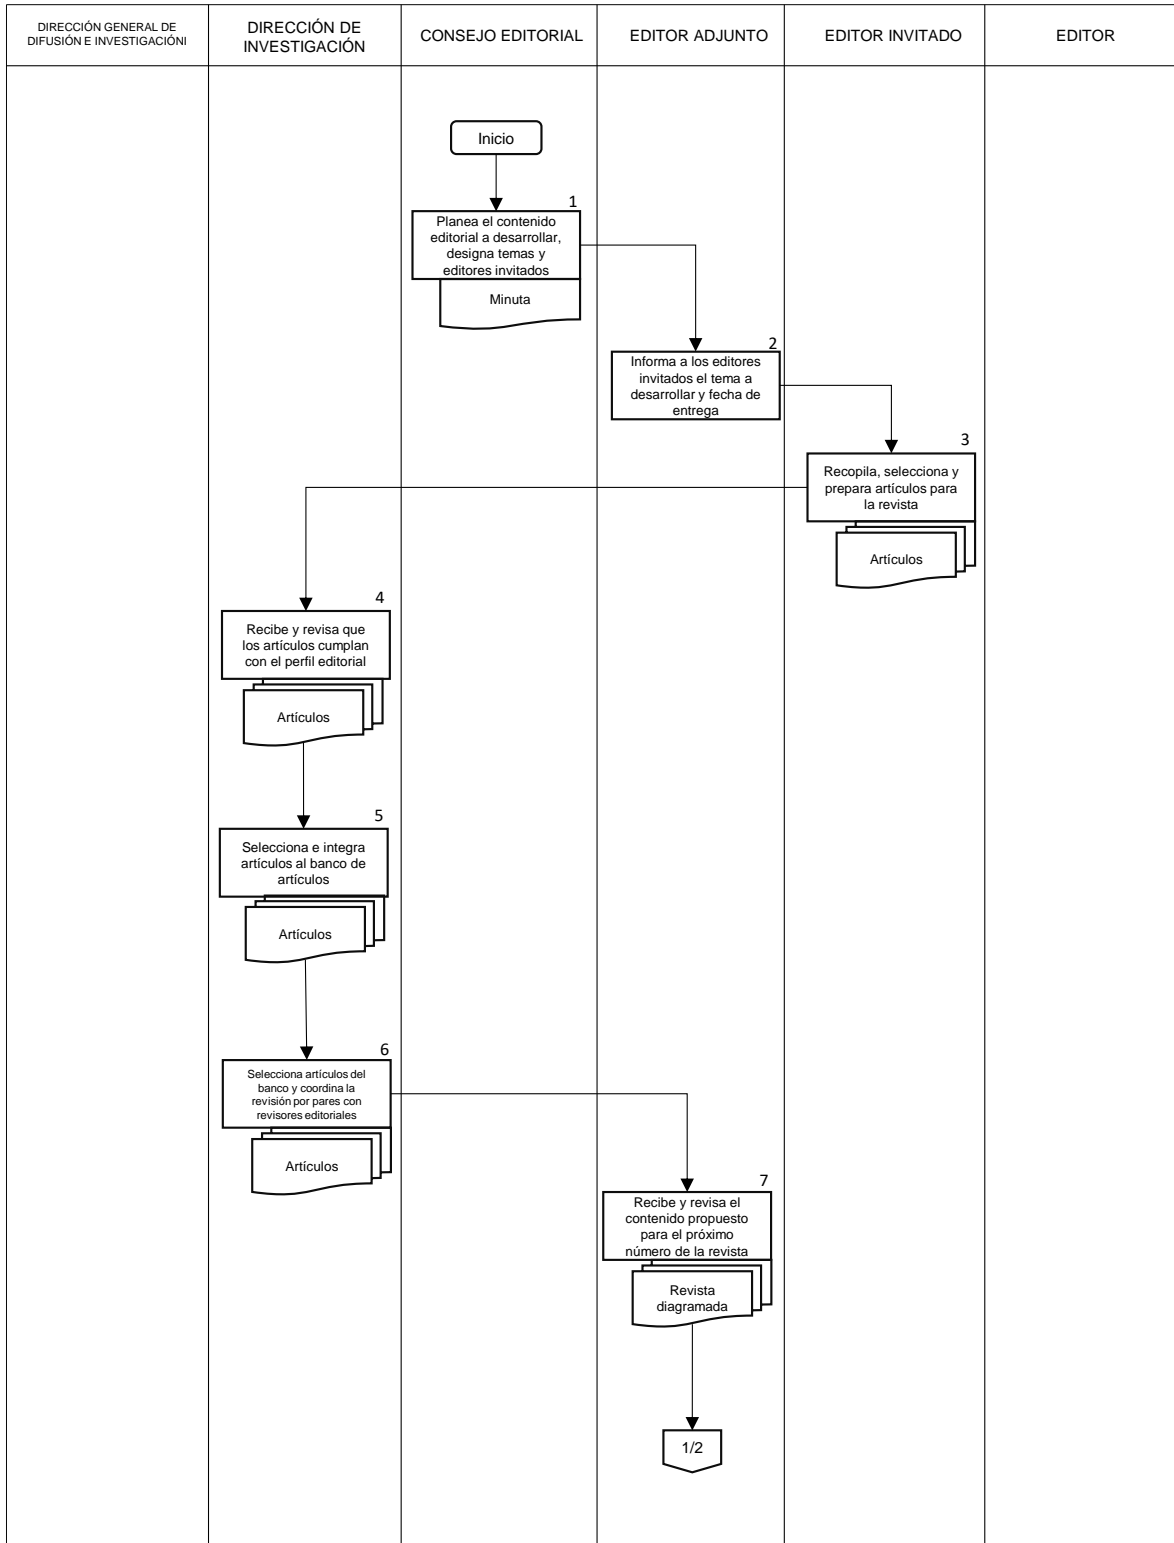 DIRECCIÓN GENERAL DE
DIFUSIÓN E INVESTIGACIÓNI
DIRECCIÓN DE
INVESTIGACIÓN
CONSEJO EDITORIAL
EDITOR ADJUNTO
EDITOR INVITADO
EDITOR
Inicio
1
Planea el contenido
editorial a desarrollar,
designa temas y
editores invitados
Minuta
2
Informa a los editores
invitados el tema a
desarrollar y fecha de
entrega
3
Recopila, selecciona y
prepara artículos para
la revista
Artículos
4
Recibe y revisa que
los artículos cumplan
con el perfil editorial
Artículos
5
Selecciona e integra
artículos al banco de
artículos
Artículos
6
Selecciona artículos del
banco y coordina la
revisión por pares con
revisores editoriales
Artículos
7
Recibe y revisa el
contenido propuesto
para el próximo
número de la revista
Revista
diagramada
1/2